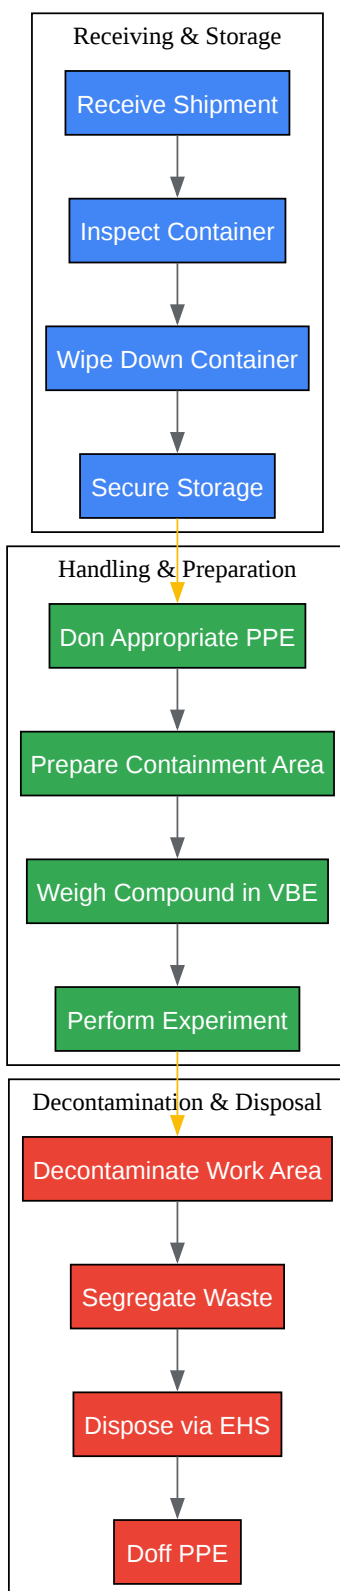 Receiving & Storage
Receive Shipment
Inspect Container
Wipe Down Container
Secure Storage
Handling & Preparation
Don Appropriate PPE
Prepare Containment Area
Weigh Compound in VBE
Perform Experiment
Decontamination & Disposal
Decontaminate Work Area
Segregate Waste
Dispose via EHS
Doff PPE